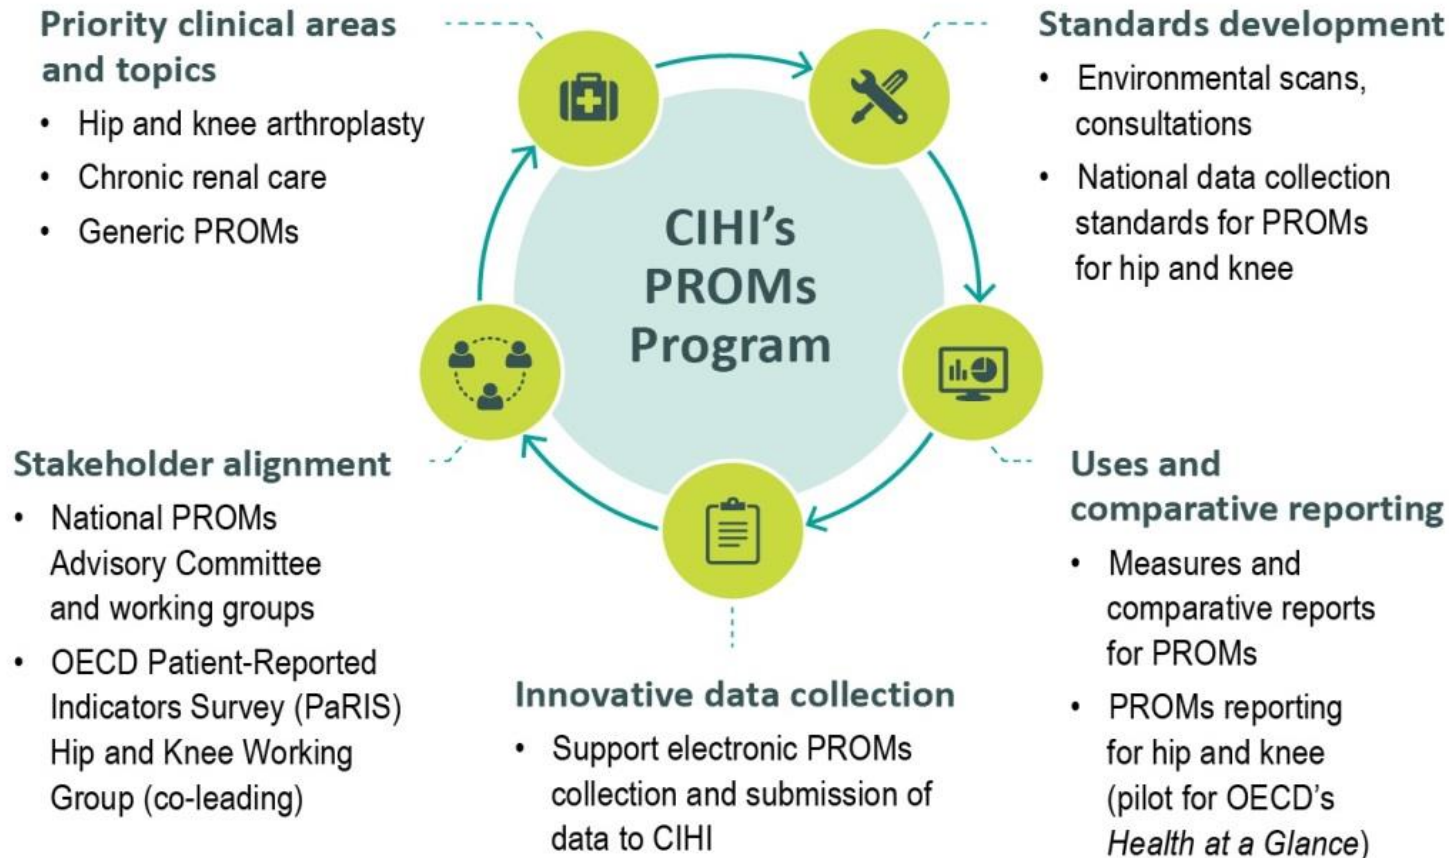 Priority clinical areas
and topics
• Hip and knee arthroplasty
• Chronic renal care
• Generic PROMs
Standards development
• Environmental scans,
consultations
• National data collection
standards for PROMs
for hip and knee
CIHI’s
PROMs
Program
Stakeholder alignment
• National PROMs
Advisory Committee
and working groups
• OECD Patient-Reported
Indicators Survey (PaRIS)
Hip and Knee Working
Group (co-leading)
Innovative data collection
• Support electronic PROMs
collection and submission of
data to CIHI
Uses and
comparative reporting
• Measures and
comparative reports
for PROMs
• PROMs reporting
for hip and knee
(pilot for OECD’s
Health at a Glance)